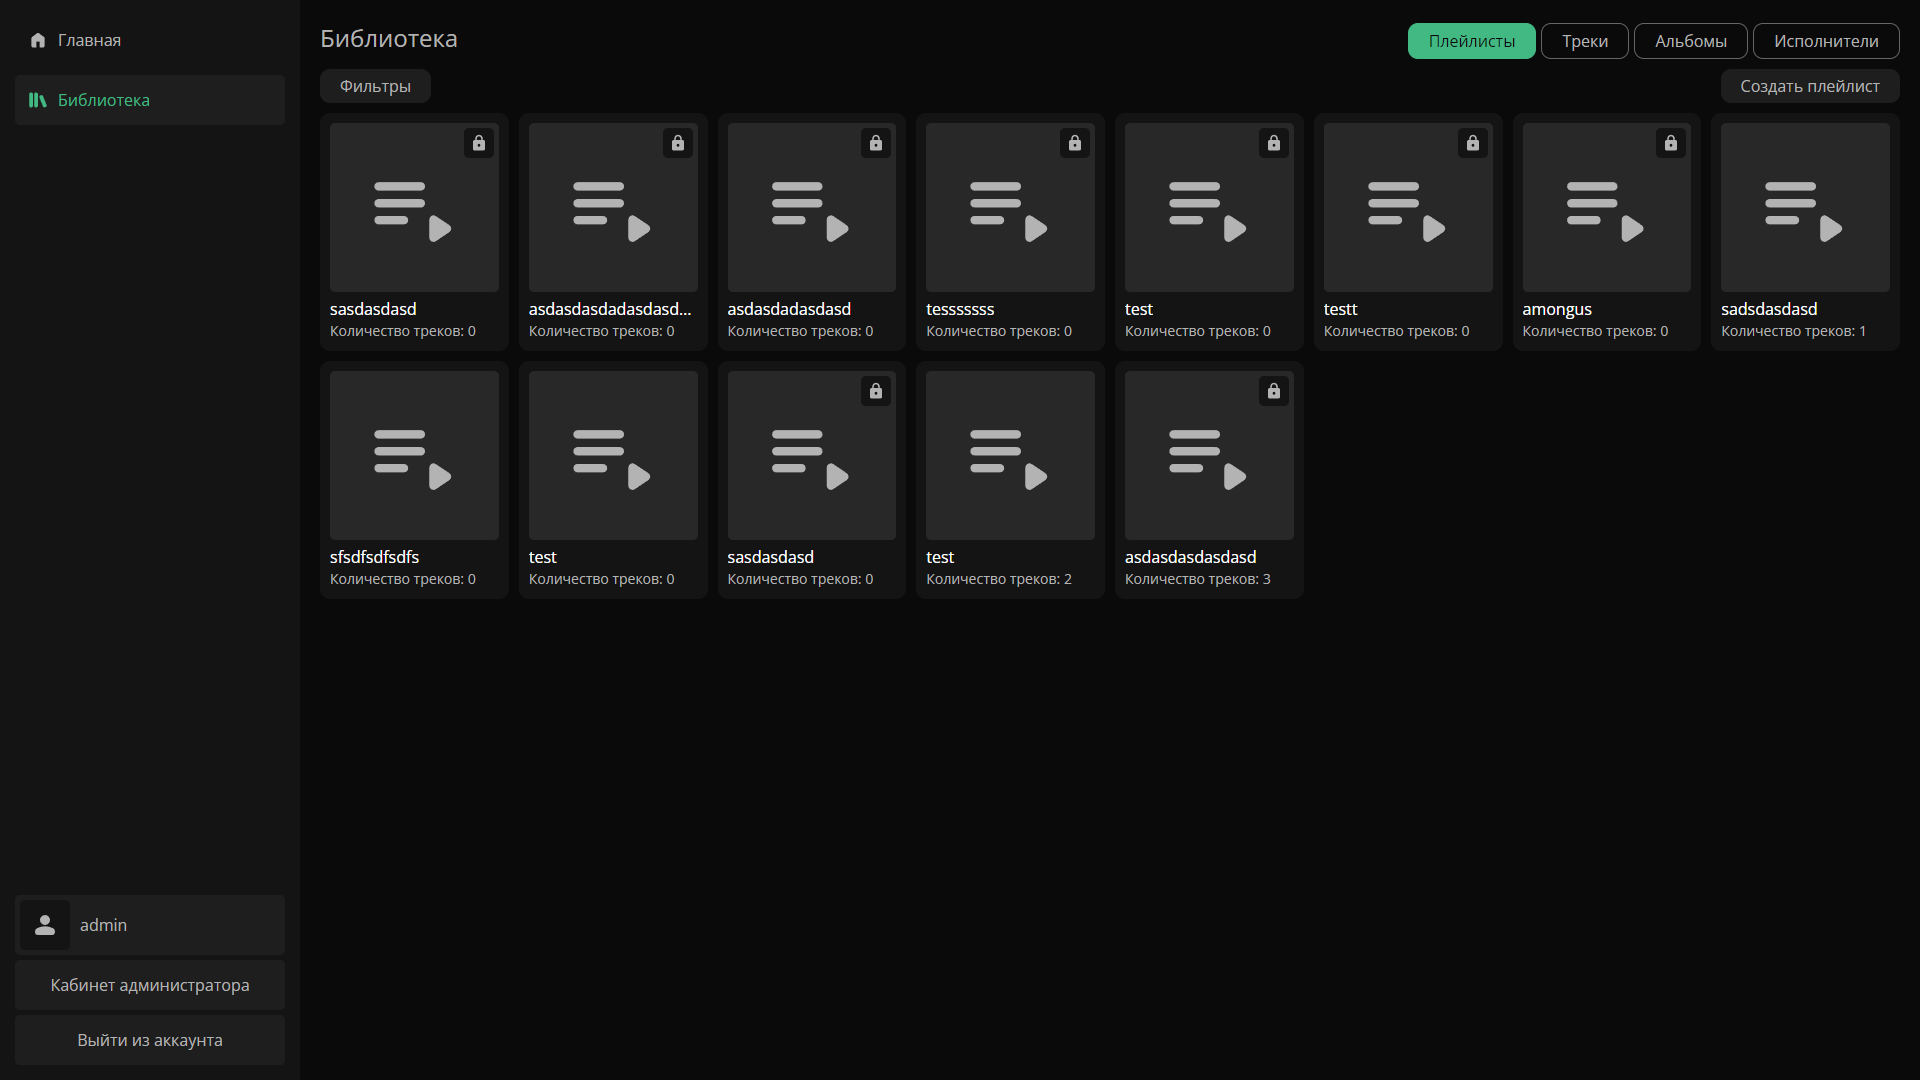 Главная
Библиотека
admin
Кабинет администратора
Выйти из аккаунта
Библиотека
Плейлисты
Треки
Альбомы
Исполнители
Фильтры
Создать плейлист
sasdasdasd
Количество треков: 0
asdasdasdadasdasd...
Количество треков: 0
asdasdadasdasd
Количество треков: 0
tesssssss
Количество треков: 0
test
Количество треков: 0
testt
Количество треков: 0
amongus
Количество треков: 0
sadsdasdasd
Количество треков: 1
sfsdfsdfsdfs
Количество треков: 0
test
Количество треков: 0
sasdasdasd
Количество треков: 0
test
Количество треков: 2
asdasdasdasdasd
Количество треков: 3